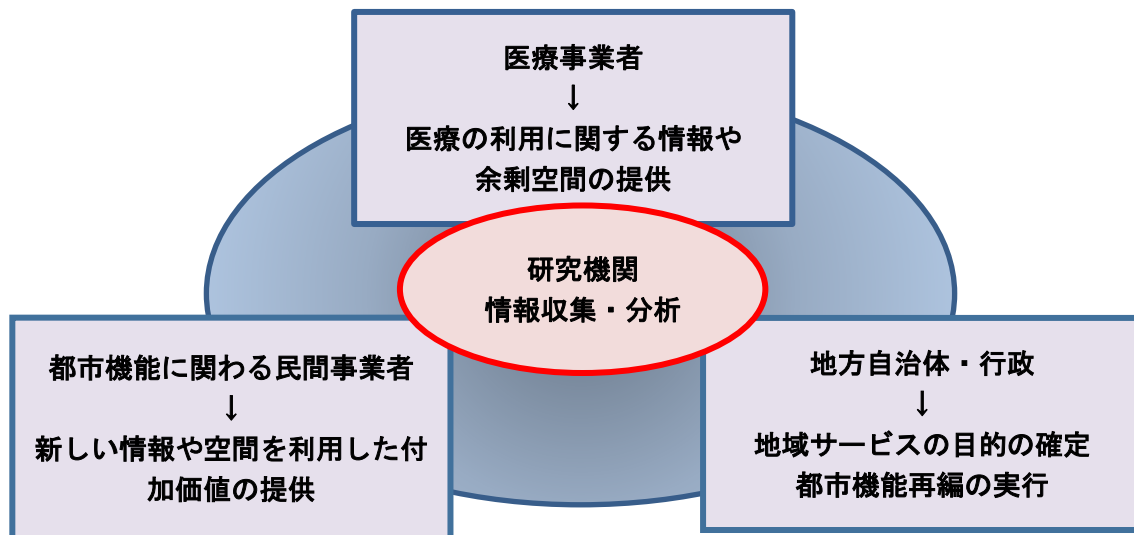 医療事業者
↓
医療の利用に関する情報や
余剰空間の提供
研究機関
情報収集・分析
都市機能に関わる民間事業者
↓
新しい情報や空間を利用した付
加価値の提供
地方自治体・行政
↓
地域サービスの目的の確定
都市機能再編の実行